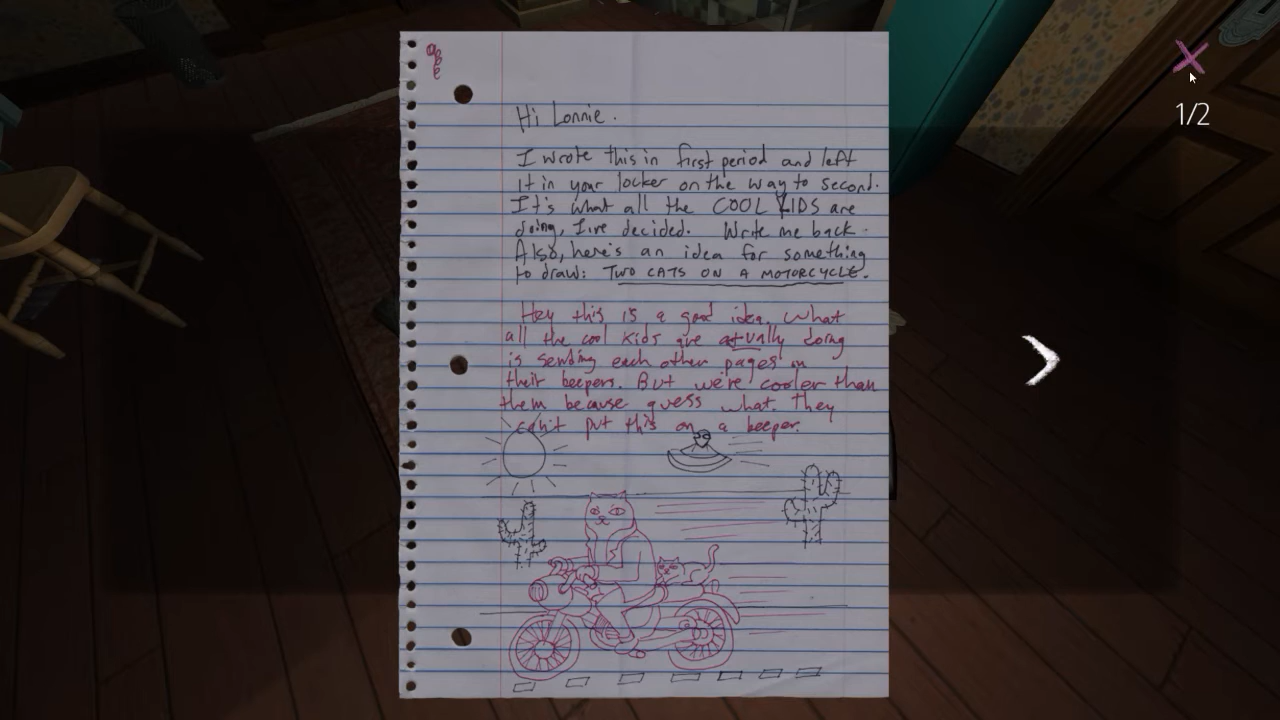 1/2
Hi Lonnie.
I wrote this in first period and left
it in your locker on the way to second.
It's what all the COOL KIDS are
doing, I've decided. Write me back.
Also, here's an idea for something
to draw: TWO CATS ON A MOTORCYCLE.
Hey this is a good idea. What
all the cool kids are actually doing
is sending each other pages on
their beepers. But we're cooler than
them because guess what. They
can't put this on a beeper.